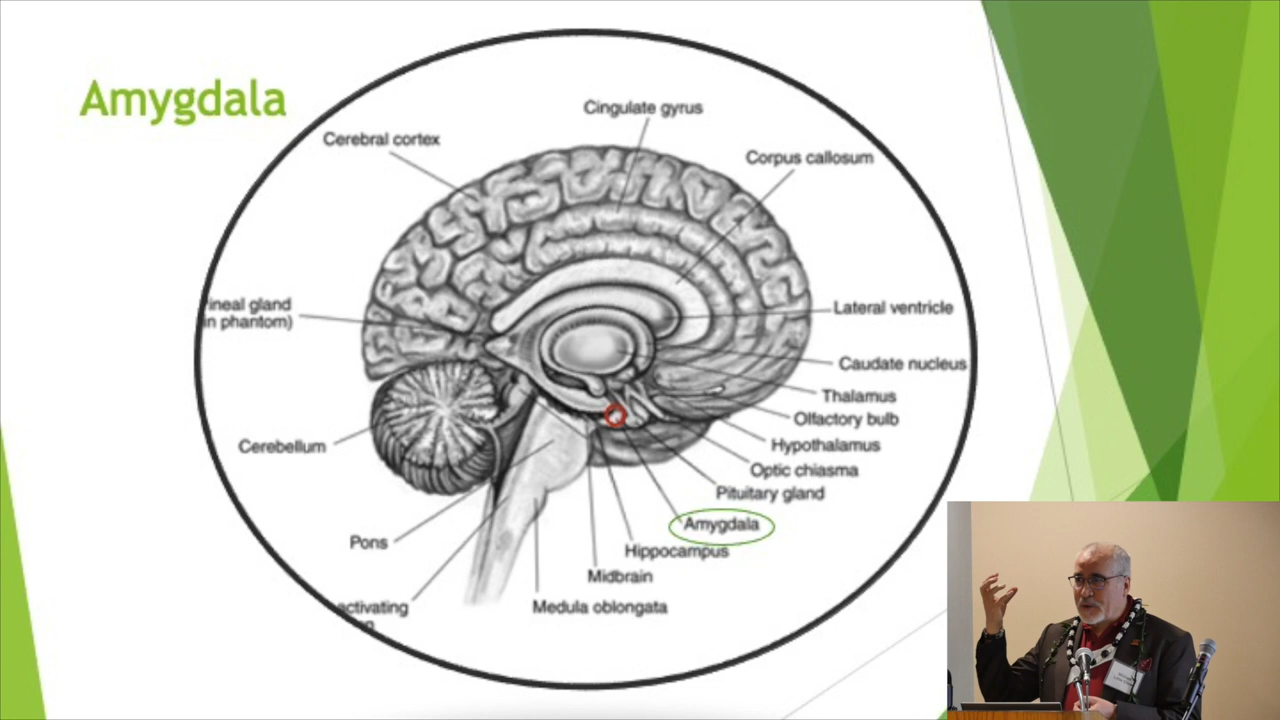 Amygdala
Cingulate gyrus
Cerebral cortex
Corpus callosum
ineal gland
in phantom)
Lateral ventricle
Caudate nucleus
Thalamus
Olfactory bulb
Cerebellum
Hypothalamus
Optic chiasma
Pituitary gland
Amygdala
Pons
Hippocampus
Midbrain
activating
Medula oblongata